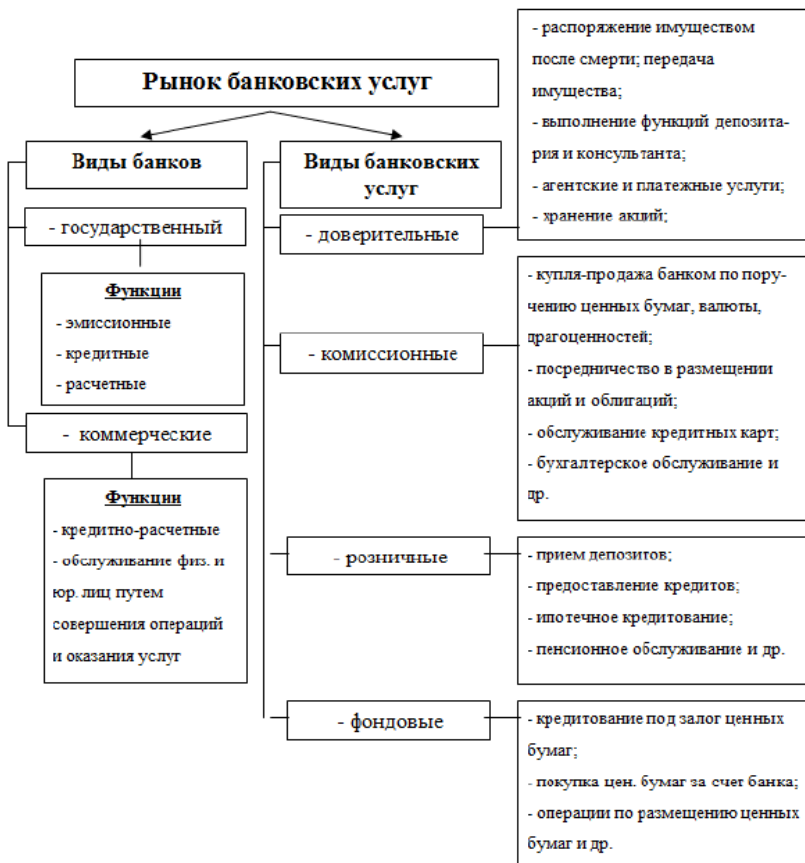 Рынок банковских услуг
Виды банков
- государственный
Функции
- эмиссионные
- кредитные
- расчетные
- коммерческие
Функции
- кредитно-расчетные
- обслуживание физ. и
юр. лиц путем
совершения операций
и оказания услуг
Виды банковских
услуг
- доверительные
- распоряжение имуществом
после смерти; передача
имущества;
- выполнение функций депозита-
рия и консультанта;
- агентские и платежные услуги;
- хранение акций;
- комиссионные
- купля-продажа банком по пору-
чению ценных бумаг, валюты,
драгоценностей;
- посредничество в размещении
акций и облигаций;
- обслуживание кредитных карт;
- бухгалтерское обслуживание и
др.
- розничные
- прием депозитов;
- предоставление кредитов;
- ипотечное кредитование;
- пенсионное обслуживание и др.
- фондовые
- кредитование под залог ценных
бумаг;
- покупка цен. бумаг за счет банка;
- операции по размещению ценных
бумаг и др.